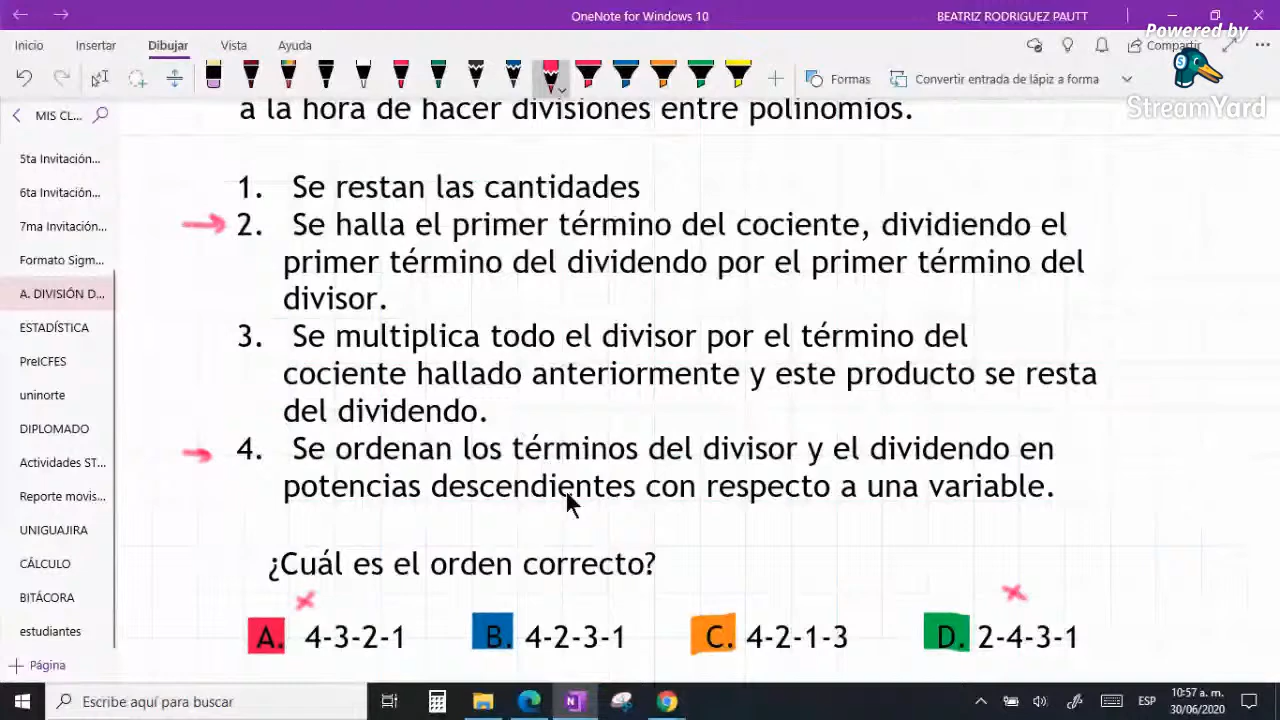 OneNote for Windows 10
BEATRIZ RODRIGUEZ PAUTT
Powered by
StreamYard
Inicio Insertar Dibujar Vista Ayuda
Compartir
Formas
Convertir entrada de lápiz a forma
MIS CL...
5ta Invitación...
6ta Invitación...
7ma Invitación...
Formato Sigm...
A. DIVISIÓN D...
ESTADÍSTICA
PreICFES
uninorte
DIPLOMADO
Actividades ST...
Reporte movis...
UNIGUAJIRA
CÁLCULO
BITÁCORA
estudiantes
Página
a la hora de hacer divisiones entre polinomios.
1. Se restan las cantidades
2. Se halla el primer término del cociente, dividiendo el
primer término del dividendo por el primer término del
divisor.
3. Se multiplica todo el divisor por el término del
cociente hallado anteriormente y este producto se resta
del dividendo.
4. Se ordenan los términos del divisor y el dividendo en
potencias descendientes con respecto a una variable.
¿Cuál es el orden correcto?
A. 4-3-2-1 B. 4-2-3-1 C. 4-2-1-3 D. 2-4-3-1
Escribe aquí para buscar
ESP
10:57 a. m.
30/06/2020